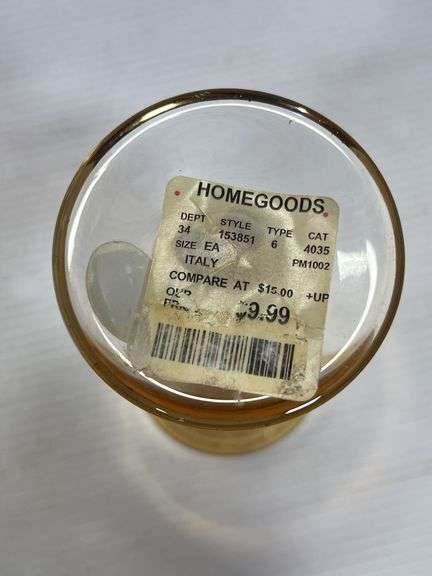 HOMEGOODS
DEPT STYLE TYPE CAT
34 153851 6 4035
SIZE EA PM1002
ITALY
COMPARE AT $15.00 +UP
OUR
$9.99